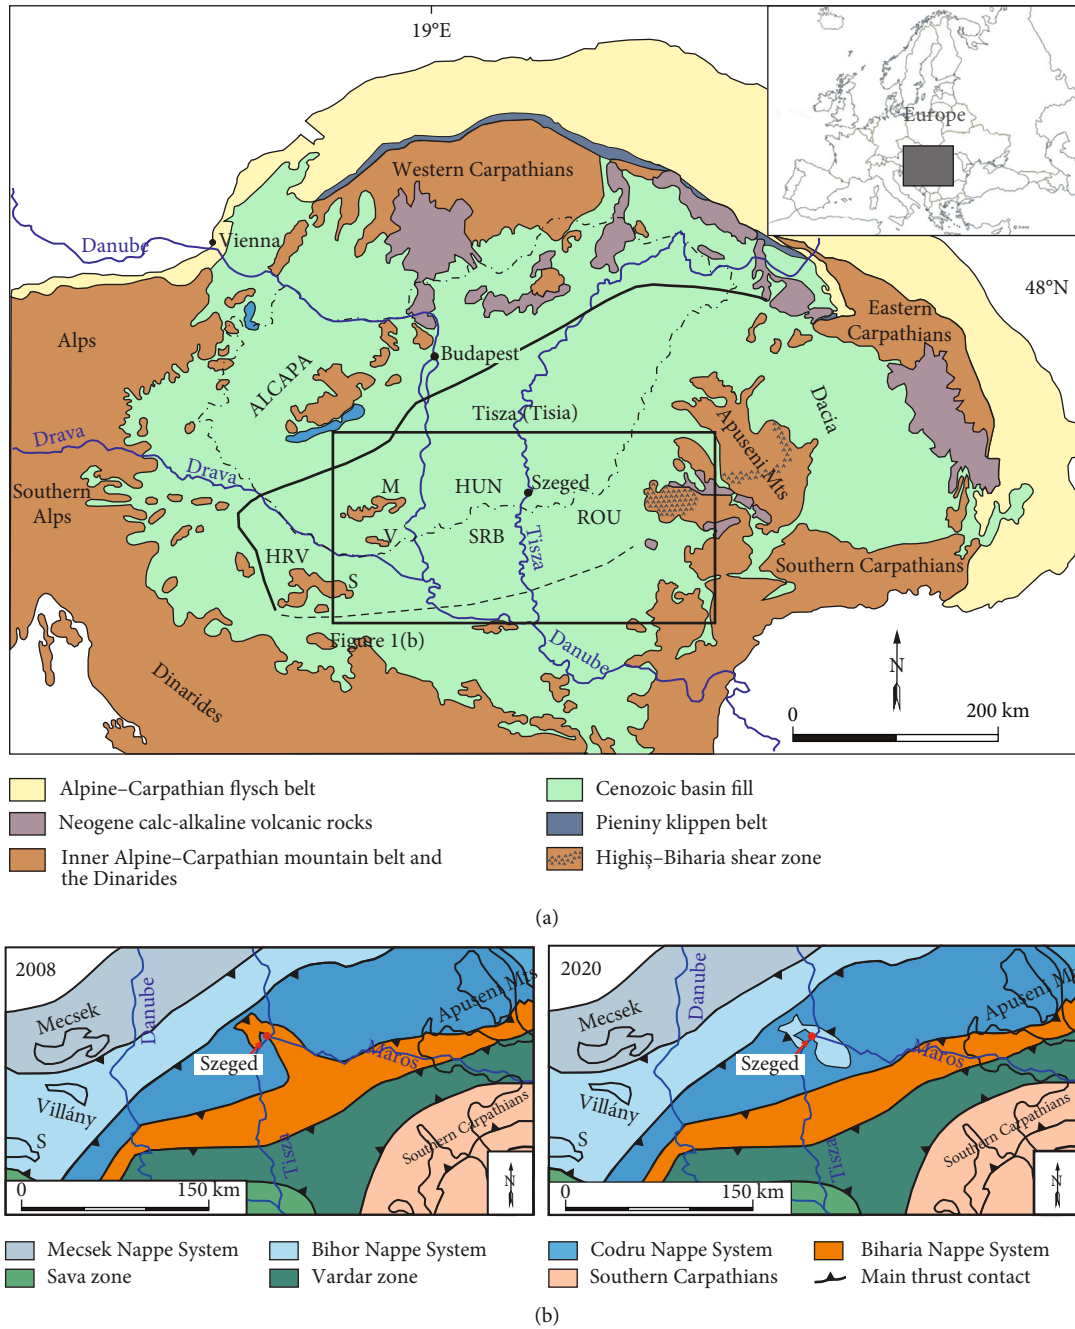 19°E
Europe
Western Carpathians
Danube
Vienna
48°N
Eastern
Carpathians
Alps
Budapest
ALCAPA
Tisza (Tisia)
Dacia
Apuseni Mts
Drava
Drava
Southern
Alps
M
HUN
Szeged
ROU
V
SRB
Tisza
HRV
S
Southern Carpathians
Figure 1(b)
Danube
Dinarides
N
0 200 km
Alpine–Carpathian flysch belt
Cenozoic basin fill
Neogene calc-alkaline volcanic rocks
Pieniny klippen belt
Inner Alpine–Carpathian mountain belt and
the Dinarides
Highiş–Biharia shear zone
(a)
2008
Mecsek
Danube
Apuseni Mts
Szeged
Maros
Villány
S
Tisza
Southern Carpathians
0 150 km
N
2020
Mecsek
Danube
Apuseni Mts
Szeged
Maros
Villány
S
Tisza
Southern Carpathians
0 150 km
N
Mecsek Nappe System
Bihor Nappe System
Codru Nappe System
Biharia Nappe System
Sava zone
Vardar zone
Southern Carpathians
Main thrust contact
(b)